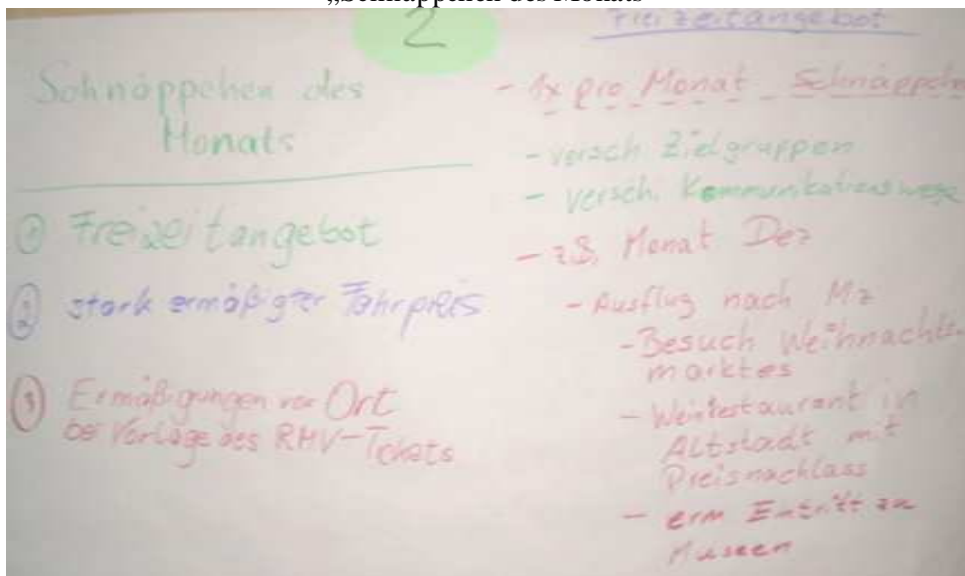 „Schnäppchen des Monats
2
Schnäppchen des
Monats
① Freizeitangebot
② stark ermäßigter Fahrpreis
③ Ermäßigungen vor Ort
bei Vorlage des RMV-Tickets
Freizeitangebot
- 1x pro Monat Schnäppchen
- versch. Zielgruppen
- versch. Kommunikationswege
- z.B. Monat Dez
- Ausflug nach Mz
- Besuch Weihnachts
marktes
- Weinrestaurant in
Altstadt mit
Preisnachlass
- erm Eintritt zu
Museen